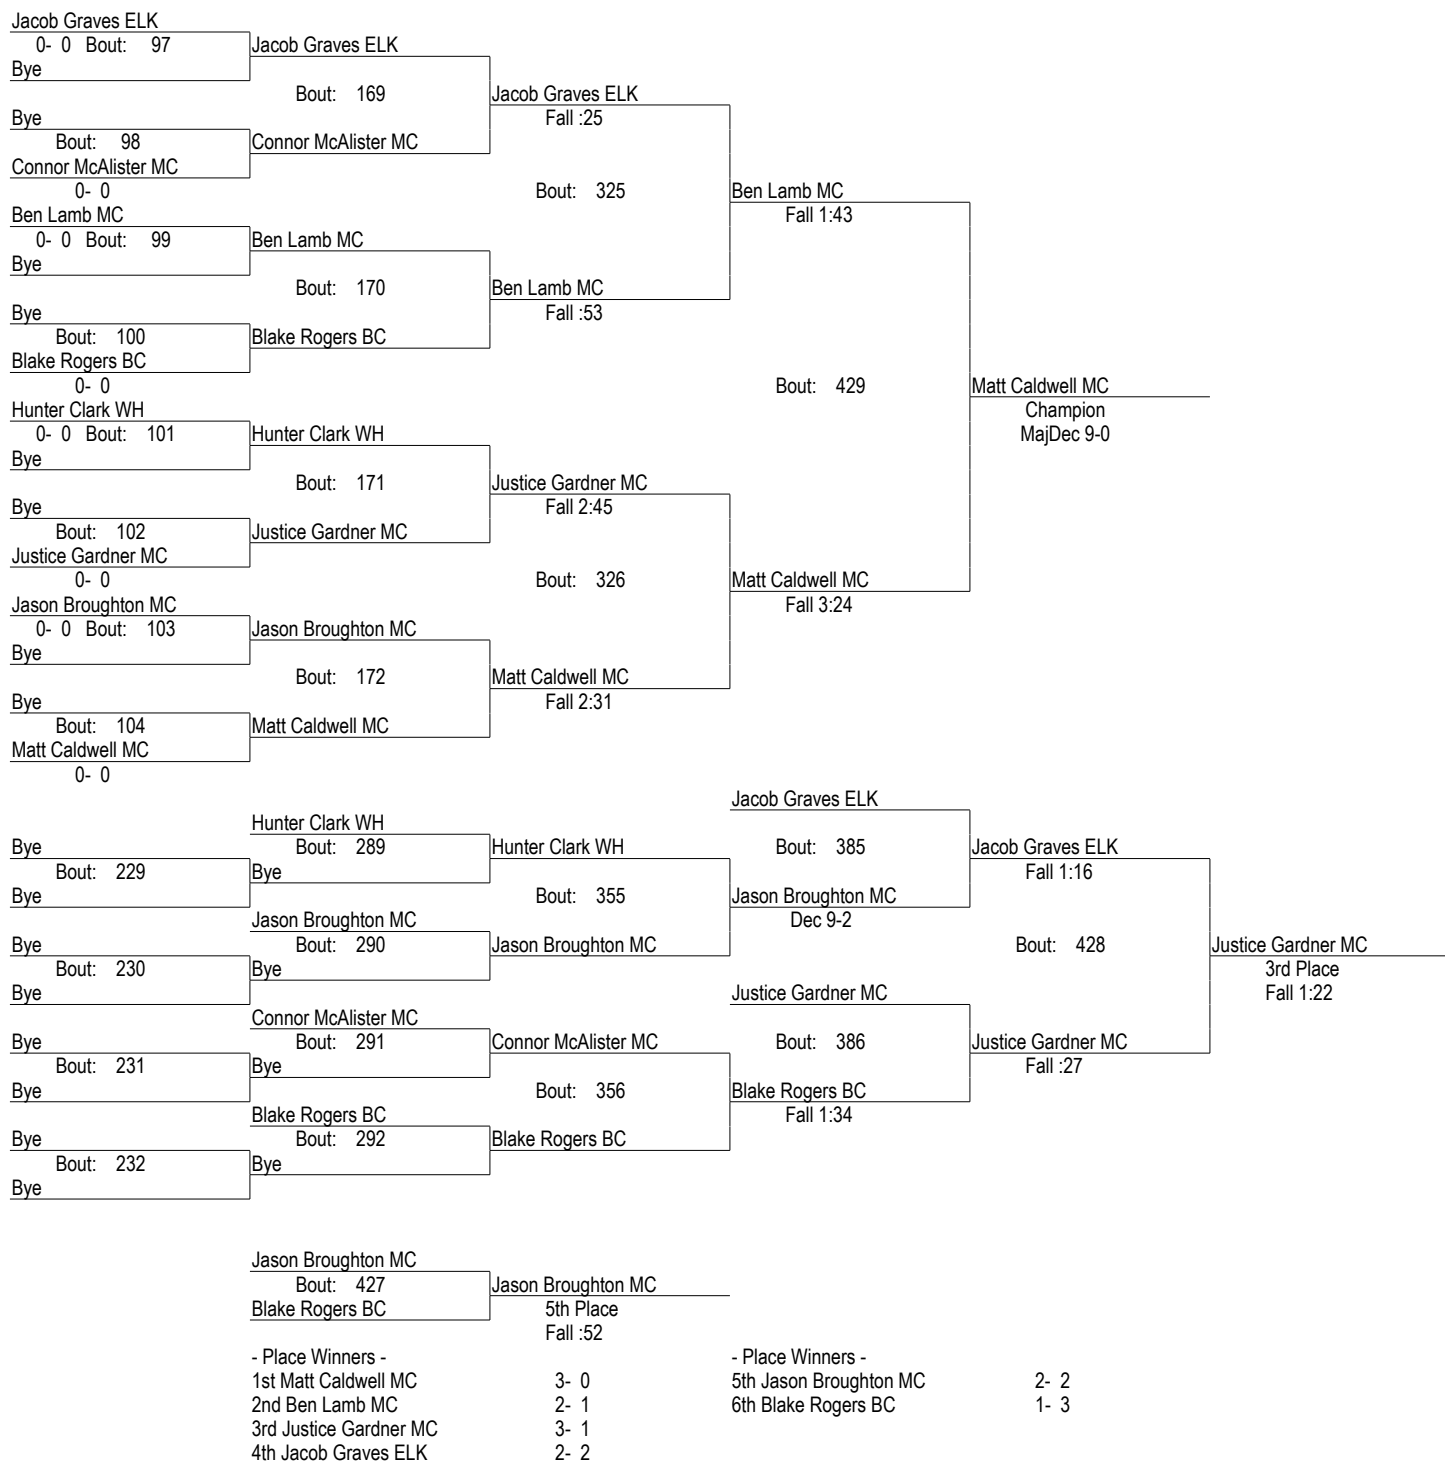 Jacob Graves ELK
0- 0 Bout: 97 Jacob Graves ELK
Bye
Bout: 169 Jacob Graves ELK
Bye Fall :25
Bout: 98 Connor McAlister MC
Connor McAlister MC
0- 0 Bout: 325 Ben Lamb MC
Ben Lamb MC Fall 1:43
0- 0 Bout: 99 Ben Lamb MC
Bye
Bout: 170 Ben Lamb MC
Bye Fall :53
Bout: 100 Blake Rogers BC
Blake Rogers BC
0- 0 Bout: 429 Matt Caldwell MC
Hunter Clark WH Champion
0- 0 Bout: 101 Hunter Clark WH MajDec 9-0
Bye
Bout: 171 Justice Gardner MC
Bye Fall 2:45
Bout: 102 Justice Gardner MC
Justice Gardner MC
0- 0 Bout: 326 Matt Caldwell MC
Jason Broughton MC Fall 3:24
0- 0 Bout: 103 Jason Broughton MC
Bye
Bout: 172 Matt Caldwell MC
Bye Fall 2:31
Bout: 104 Matt Caldwell MC
Matt Caldwell MC
0- 0
Jacob Graves ELK
Hunter Clark WH
Bye Bout: 289 Hunter Clark WH Bout: 385 Jacob Graves ELK
Bout: 229 Bye Fall 1:16
Bye Bout: 355 Jason Broughton MC
Jason Broughton MC Dec 9-2
Bye Bout: 290 Jason Broughton MC Bout: 428 Justice Gardner MC
Bout: 230 Bye 3rd Place
Bye Justice Gardner MC Fall 1:22
Connor McAlister MC
Bye Bout: 291 Connor McAlister MC Bout: 386 Justice Gardner MC
Bout: 231 Bye Fall :27
Bye Bout: 356 Blake Rogers BC
Blake Rogers BC Fall 1:34
Bye Bout: 292 Blake Rogers BC
Bout: 232 Bye
Bye
Jason Broughton MC
Bout: 427 Jason Broughton MC
Blake Rogers BC 5th Place
Fall :52
- Place Winners - - Place Winners -
1st Matt Caldwell MC 3- 0 5th Jason Broughton MC 2- 2
2nd Ben Lamb MC 2- 1 6th Blake Rogers BC 1- 3
3rd Justice Gardner MC 3- 1
4th Jacob Graves ELK 2- 2